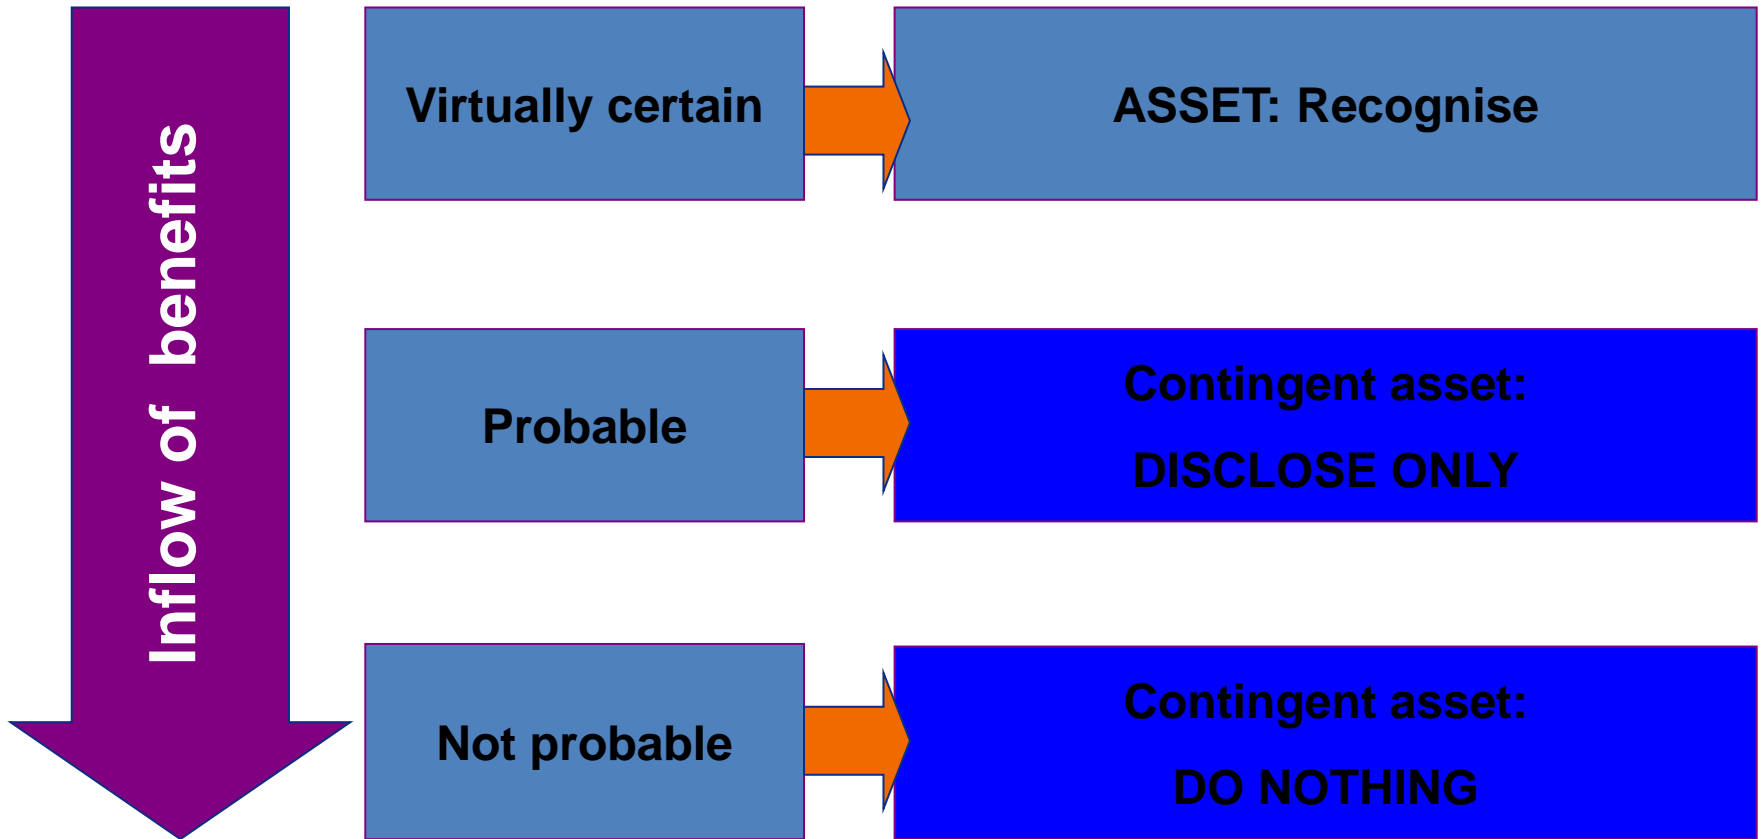 Inflow of benefits
Virtually certain
ASSET: Recognise
Probable
Contingent asset:
DISCLOSE ONLY
Not probable
Contingent asset:
DO NOTHING